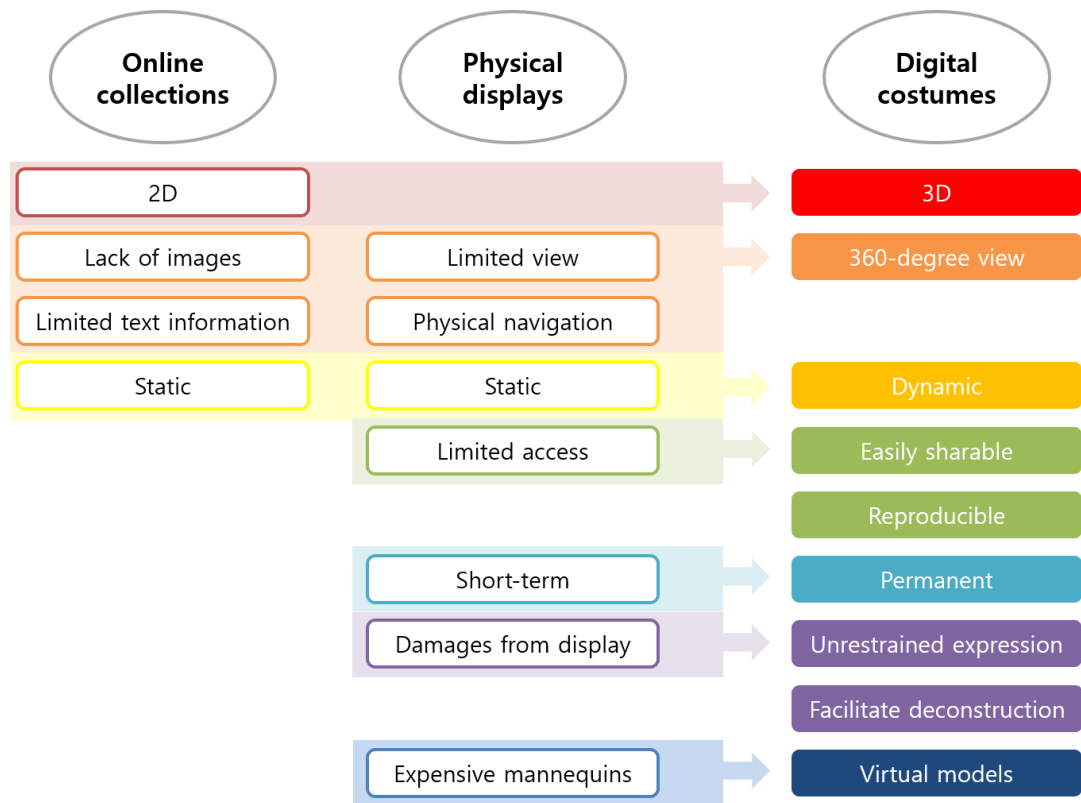 Online
collections
Physical
displays
Digital
costumes
2D
3D
Lack of images
Limited view
360-degree view
Limited text information
Physical navigation
Static
Static
Dynamic
Limited access
Easily sharable
Reproducible
Short-term
Permanent
Damages from display
Unrestrained expression
Facilitate deconstruction
Expensive mannequins
Virtual models